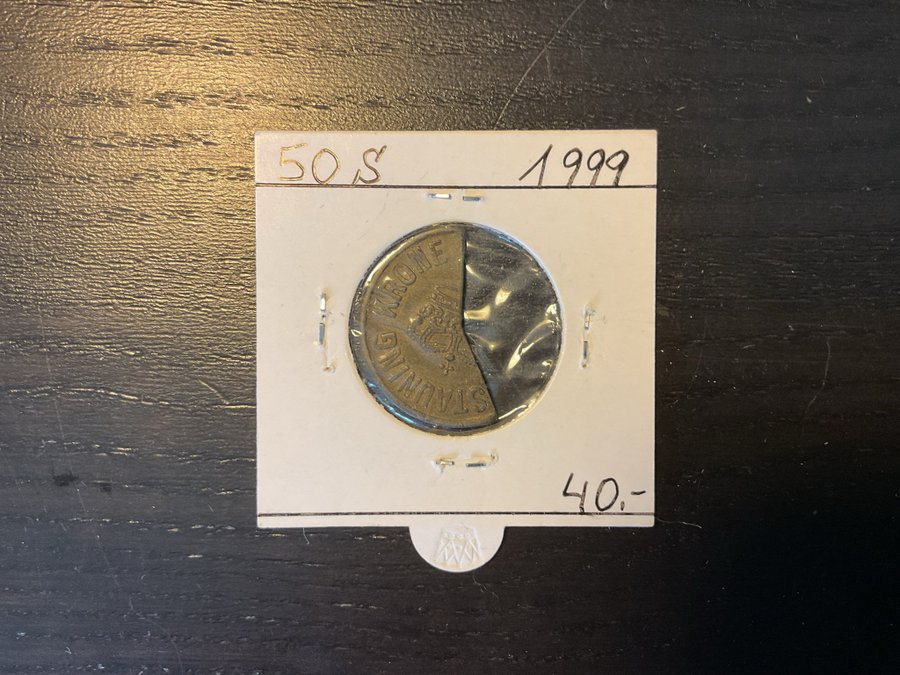 50 S 1999
STAUNING KRONE
40.-